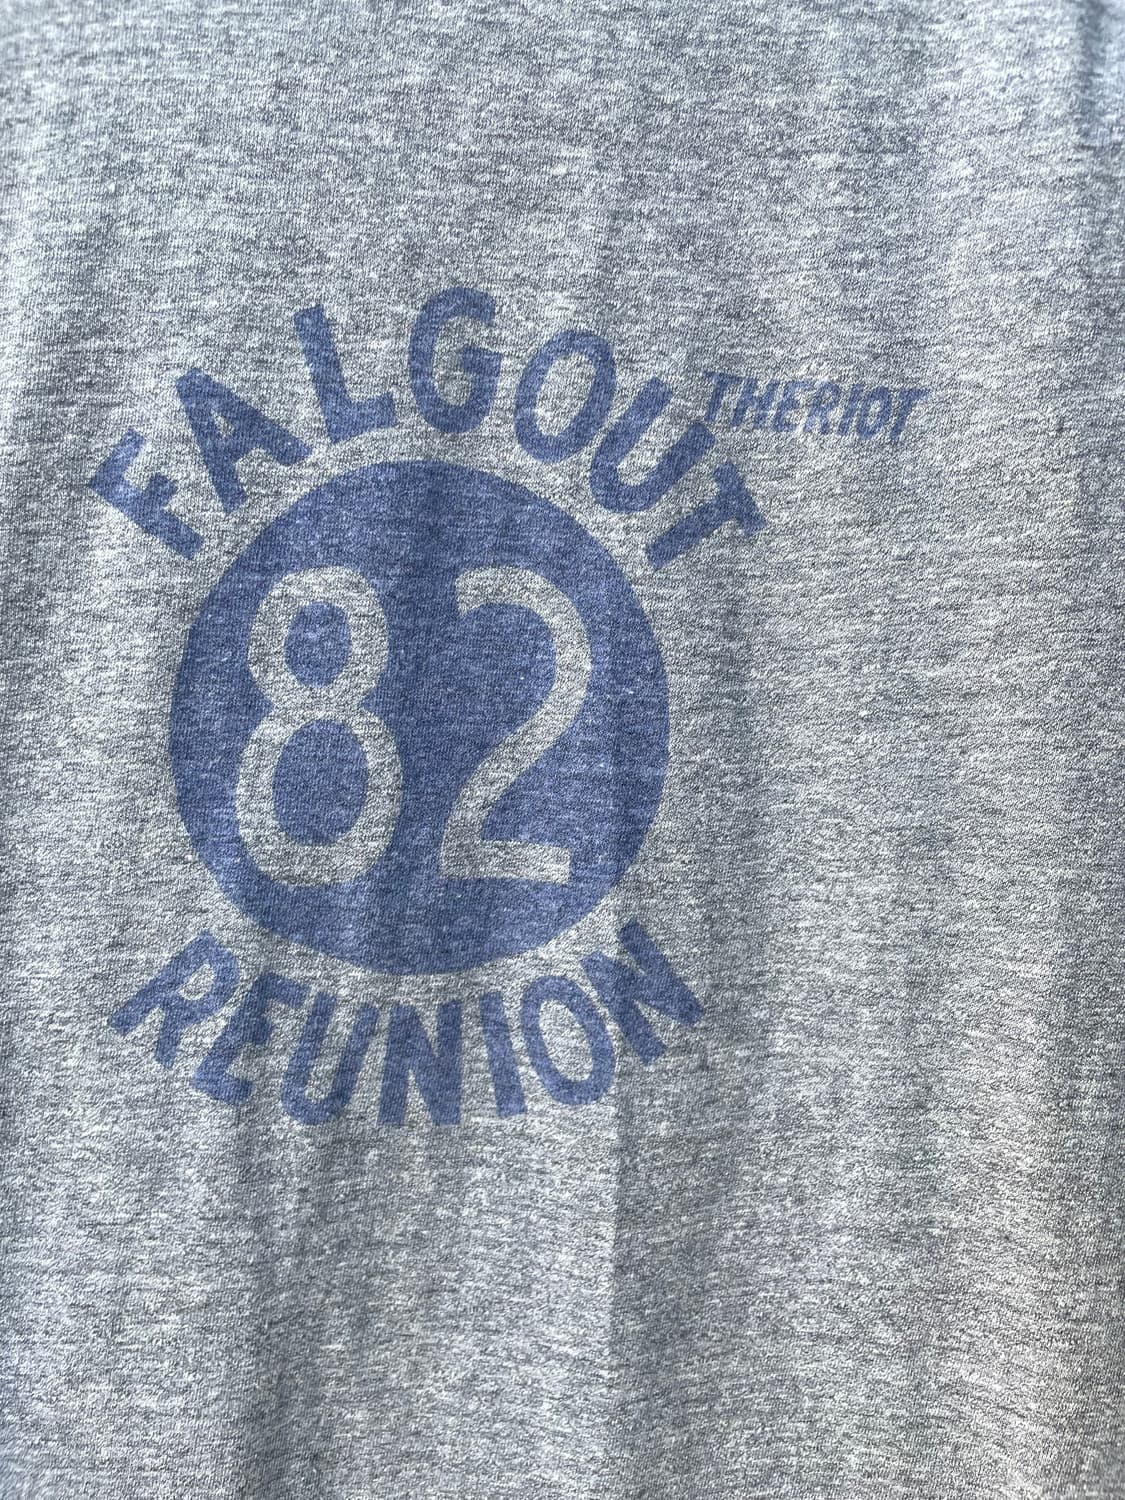 FALGOUT
THERIOT
82
REUNION